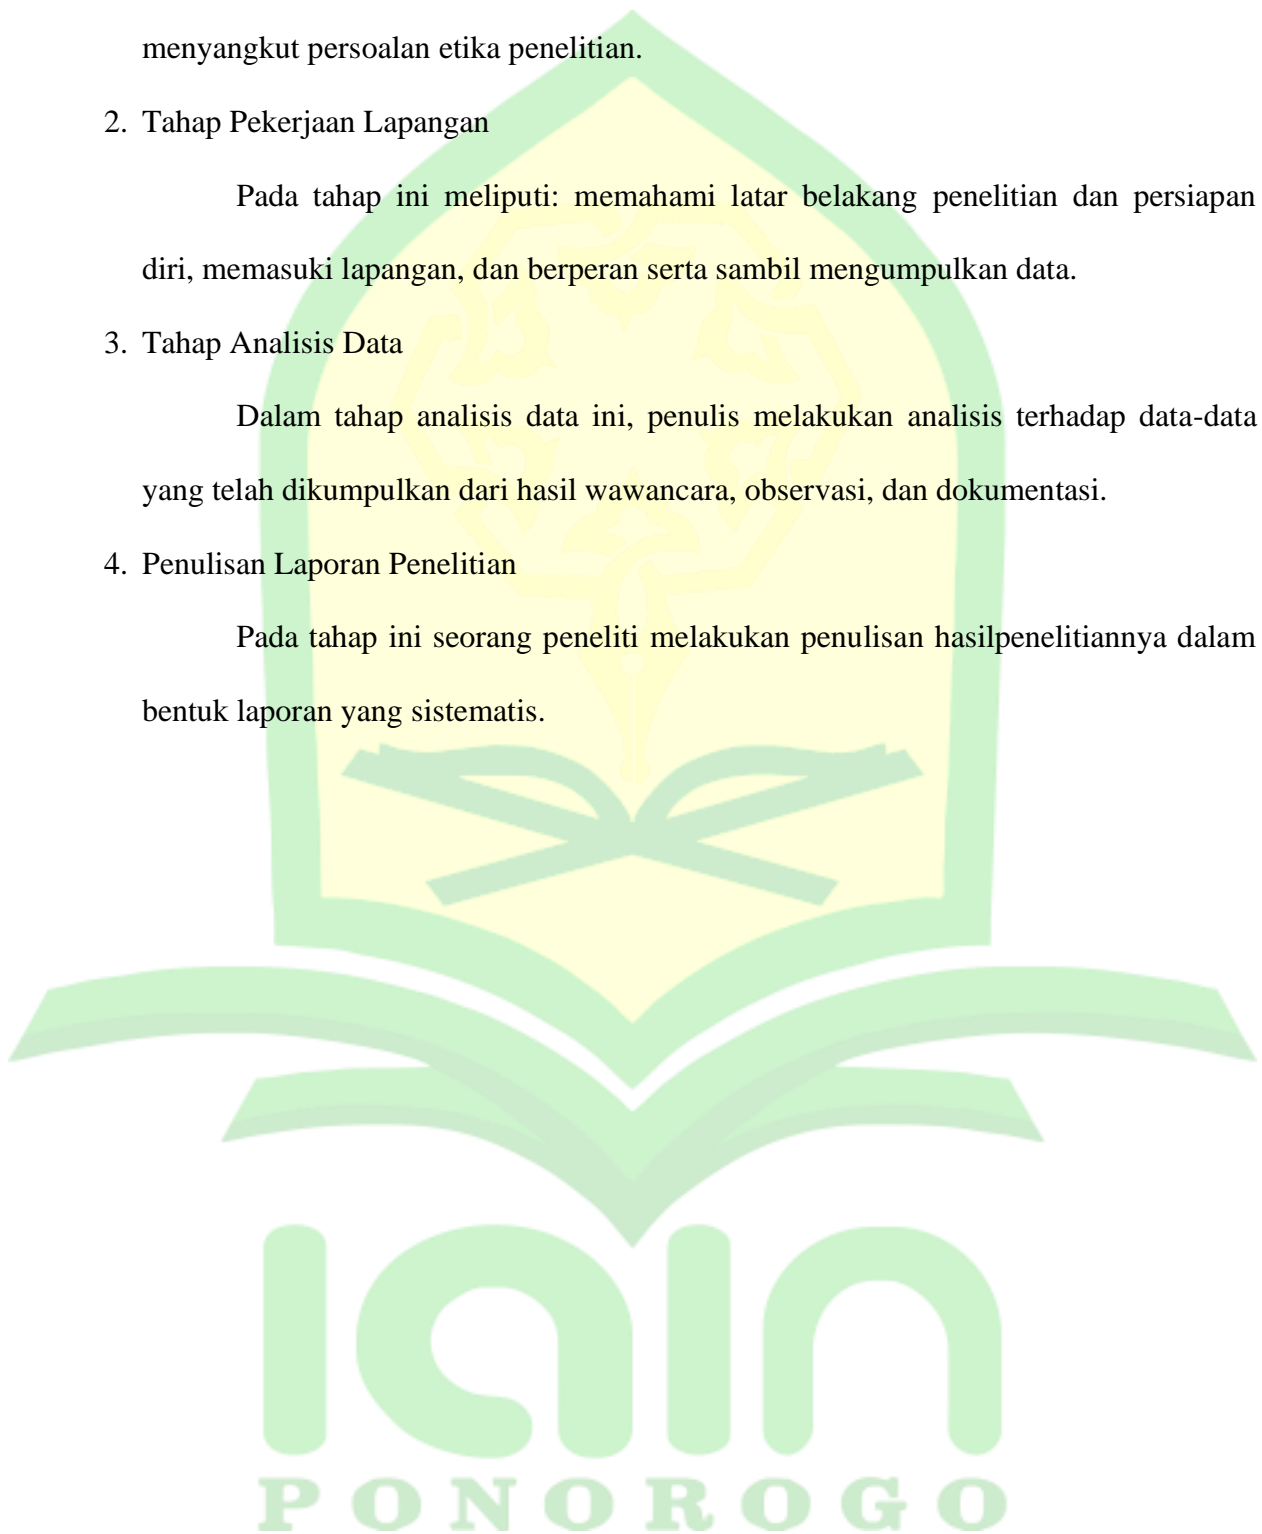 menyangkut persoalan etika penelitian.
2. Tahap Pekerjaan Lapangan
Pada tahap ini meliputi: memahami latar belakang penelitian dan persiapan
diri, memasuki lapangan, dan berperan serta sambil mengumpulkan data.
3. Tahap Analisis Data
Dalam tahap analisis data ini, penulis melakukan analisis terhadap data-data
yang telah dikumpulkan dari hasil wawancara, observasi, dan dokumentasi.
4. Penulisan Laporan Penelitian
Pada tahap ini seorang peneliti melakukan penulisan hasilpenelitiannya dalam
bentuk laporan yang sistematis.
iain
PONOROGO